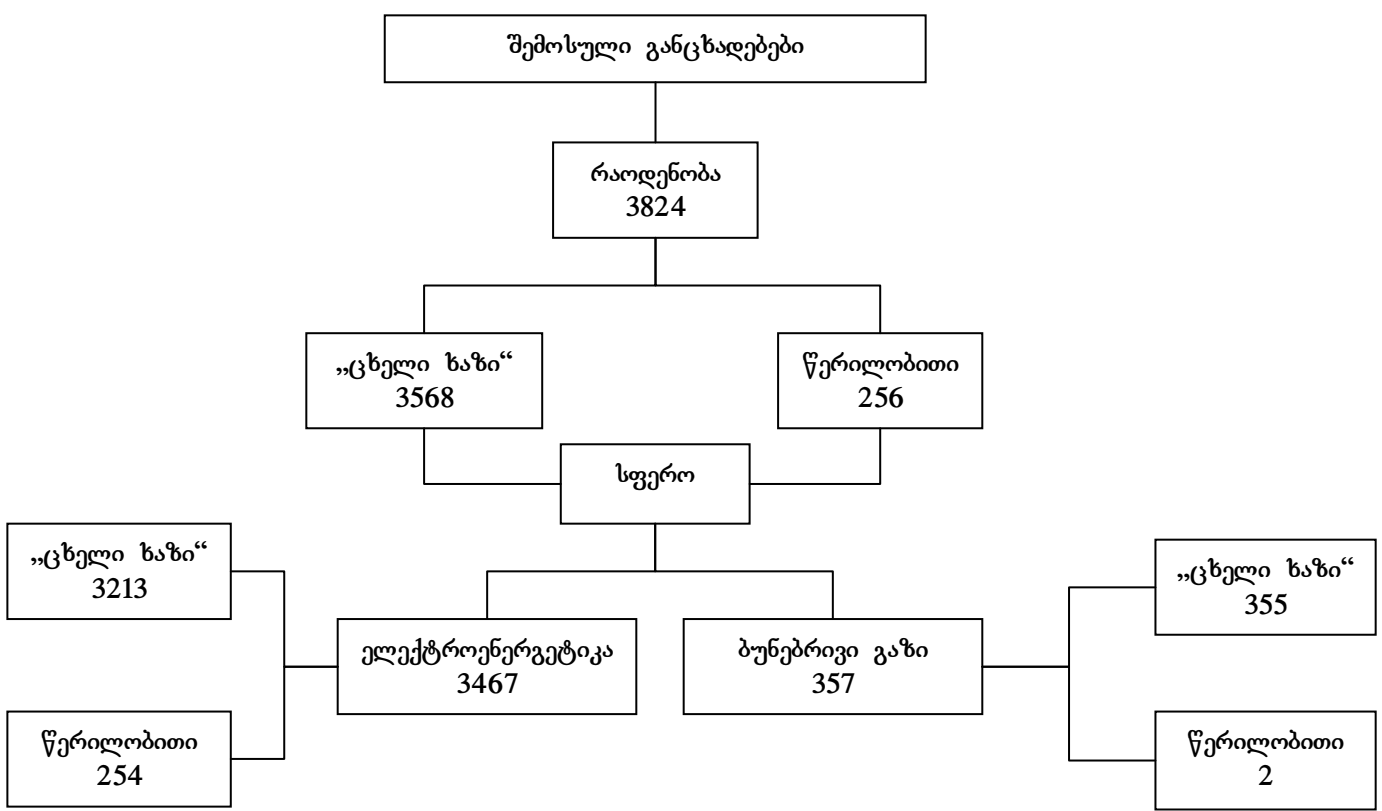 შემოსული განცხადებები
რაოდენობა
3824
„ცხელი ხაზი“
3568
წერილობითი
256
სფერო
„ცხელი ხაზი“
3213
„ცხელი ხაზი“
355
ელექტროენერგეტიკა
3467
ბუნებრივი გაზი
357
წერილობითი
254
წერილობითი
2